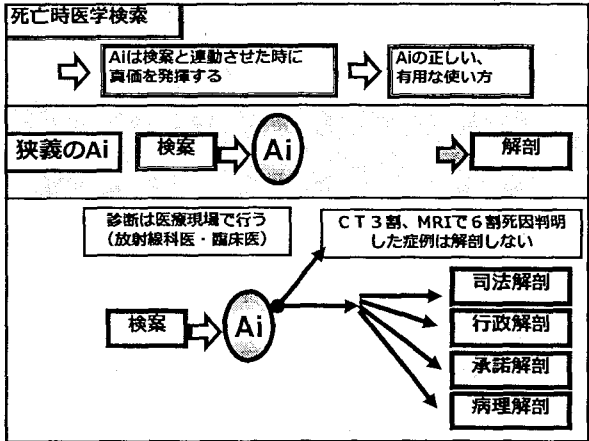 死亡時医学検索
Aiは検案と連動させた時に
真価を発揮する
Aiの正しい、
有用な使い方
狭義のAi
検案
Ai
解剖
診断は医療現場で行う
(放射線科医・臨床医)
CT3割、MRIで6割死因判明
した症例は解剖しない
検案
Ai
司法解剖
行政解剖
承諾解剖
病理解剖